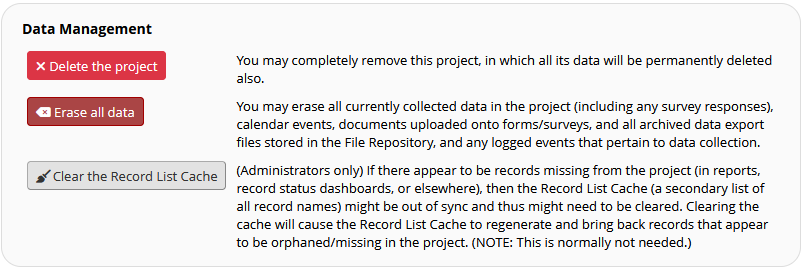 Data Management
Delete the project
You may completely remove this project, in which all its data will be permanently deleted
also.
Erase all data
You may erase all currently collected data in the project (including any survey responses),
calendar events, documents uploaded onto forms/surveys, and all archived data export
files stored in the File Repository, and any logged events that pertain to data collection.
Clear the Record List Cache
(Administrators only) If there appear to be records missing from the project (in reports,
record status dashboards, or elsewhere), then the Record List Cache (a secondary list of
all record names) might be out of sync and thus might need to be cleared. Clearing the
cache will cause the Record List Cache to regenerate and bring back records that appear
to be orphaned/missing in the project. (NOTE: This is normally not needed.)